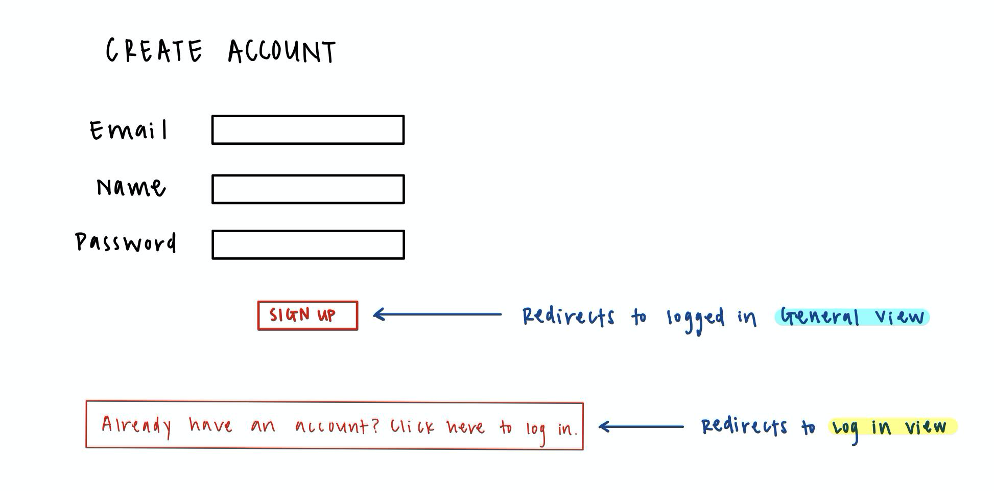 CREATE ACCOUNT
Email
Name
Password
SIGN UP
Redirects to logged in General view
Already have an account? Click here to log in.
Redirects to Log in view